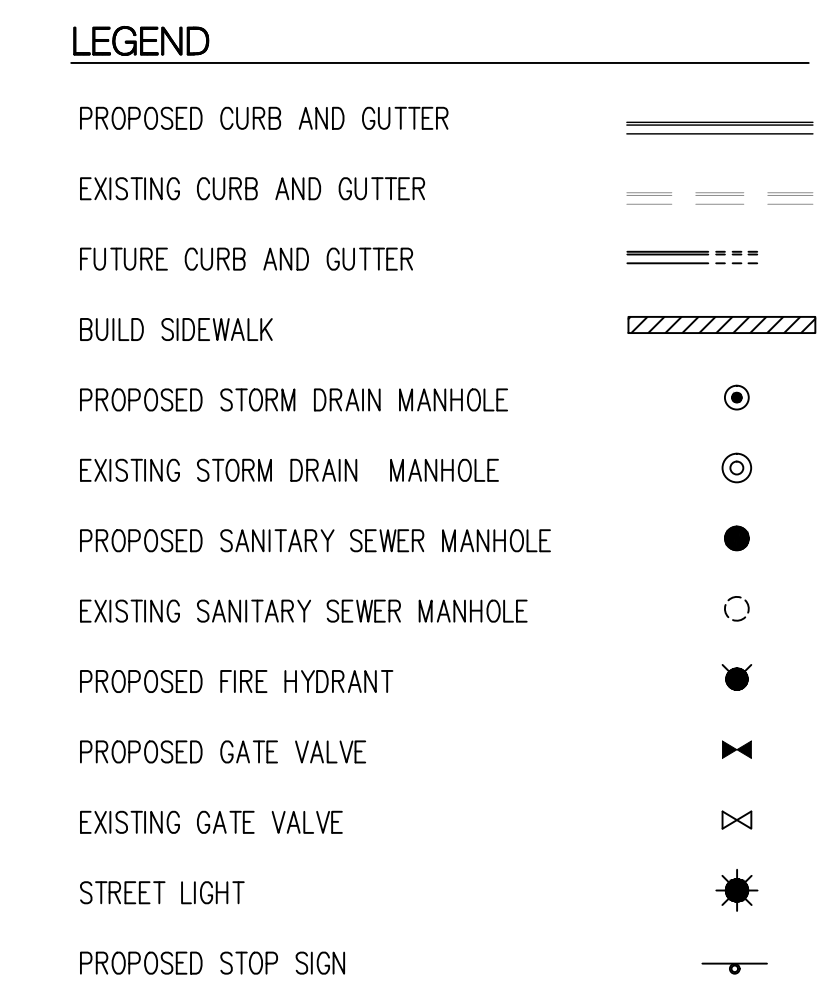 LEGEND
PROPOSED CURB AND GUTTER
EXISTING CURB AND GUTTER
FUTURE CURB AND GUTTER
BUILD SIDEWALK
PROPOSED STORM DRAIN MANHOLE
EXISTING STORM DRAIN MANHOLE
PROPOSED SANITARY SEWER MANHOLE
EXISTING SANITARY SEWER MANHOLE
PROPOSED FIRE HYDRANT
PROPOSED GATE VALVE
EXISTING GATE VALVE
STREET LIGHT
PROPOSED STOP SIGN